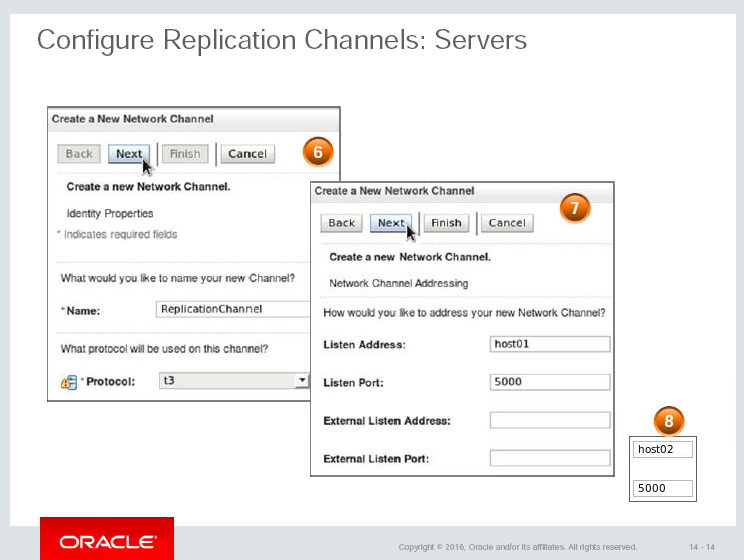 Configure Replication Channels: Servers
Create a New Network Channel
Back Next Finish Cancel
6
Create a new Network Channel.
Identity Properties
* Indicates required fields
What would you like to name your new Channel?
*Name: ReplicationChannel
What protocol will be used on this channel?
*Protocol: t3
Create a New Network Channel
7
Back Next Finish Cancel
Create a new Network Channel.
Network Channel Addressing
How would you like to address your new Network Channel?
Listen Address: host01
Listen Port: 5000
External Listen Address:
External Listen Port:
8
host02
5000
ORACLE
Copyright © 2016, Oracle and/or its affiliates. All rights reserved.
14 - 14